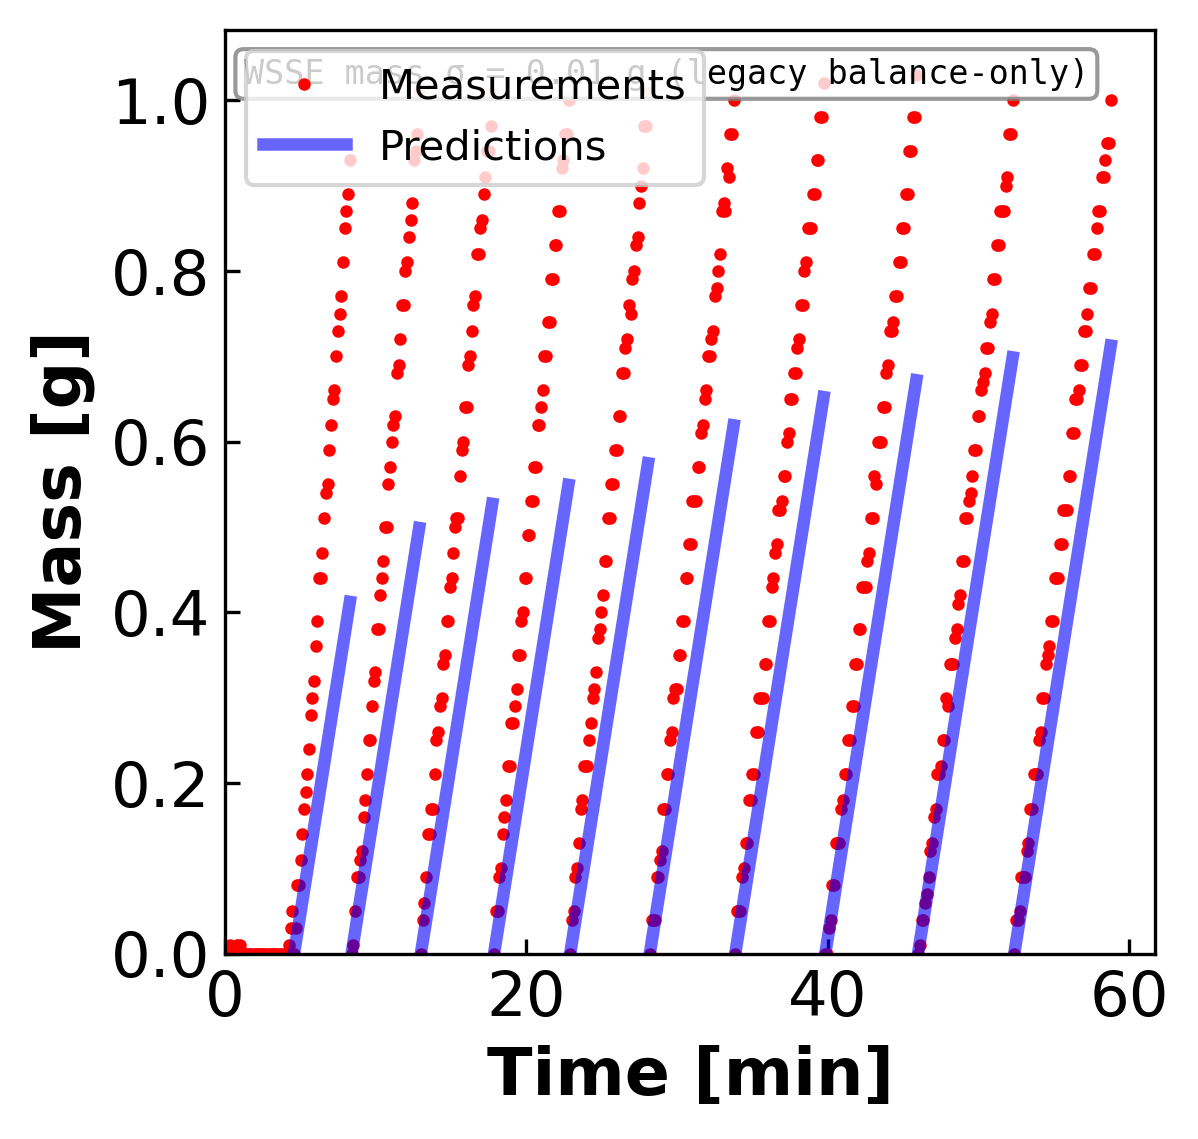 WSSE mass σ = 0.01 g (legacy balance-only)
Measurements
Predictions
1.0
0.8
0.6
0.4
0.2
0.0
0 20 40 60
Mass [g]
Time [min]